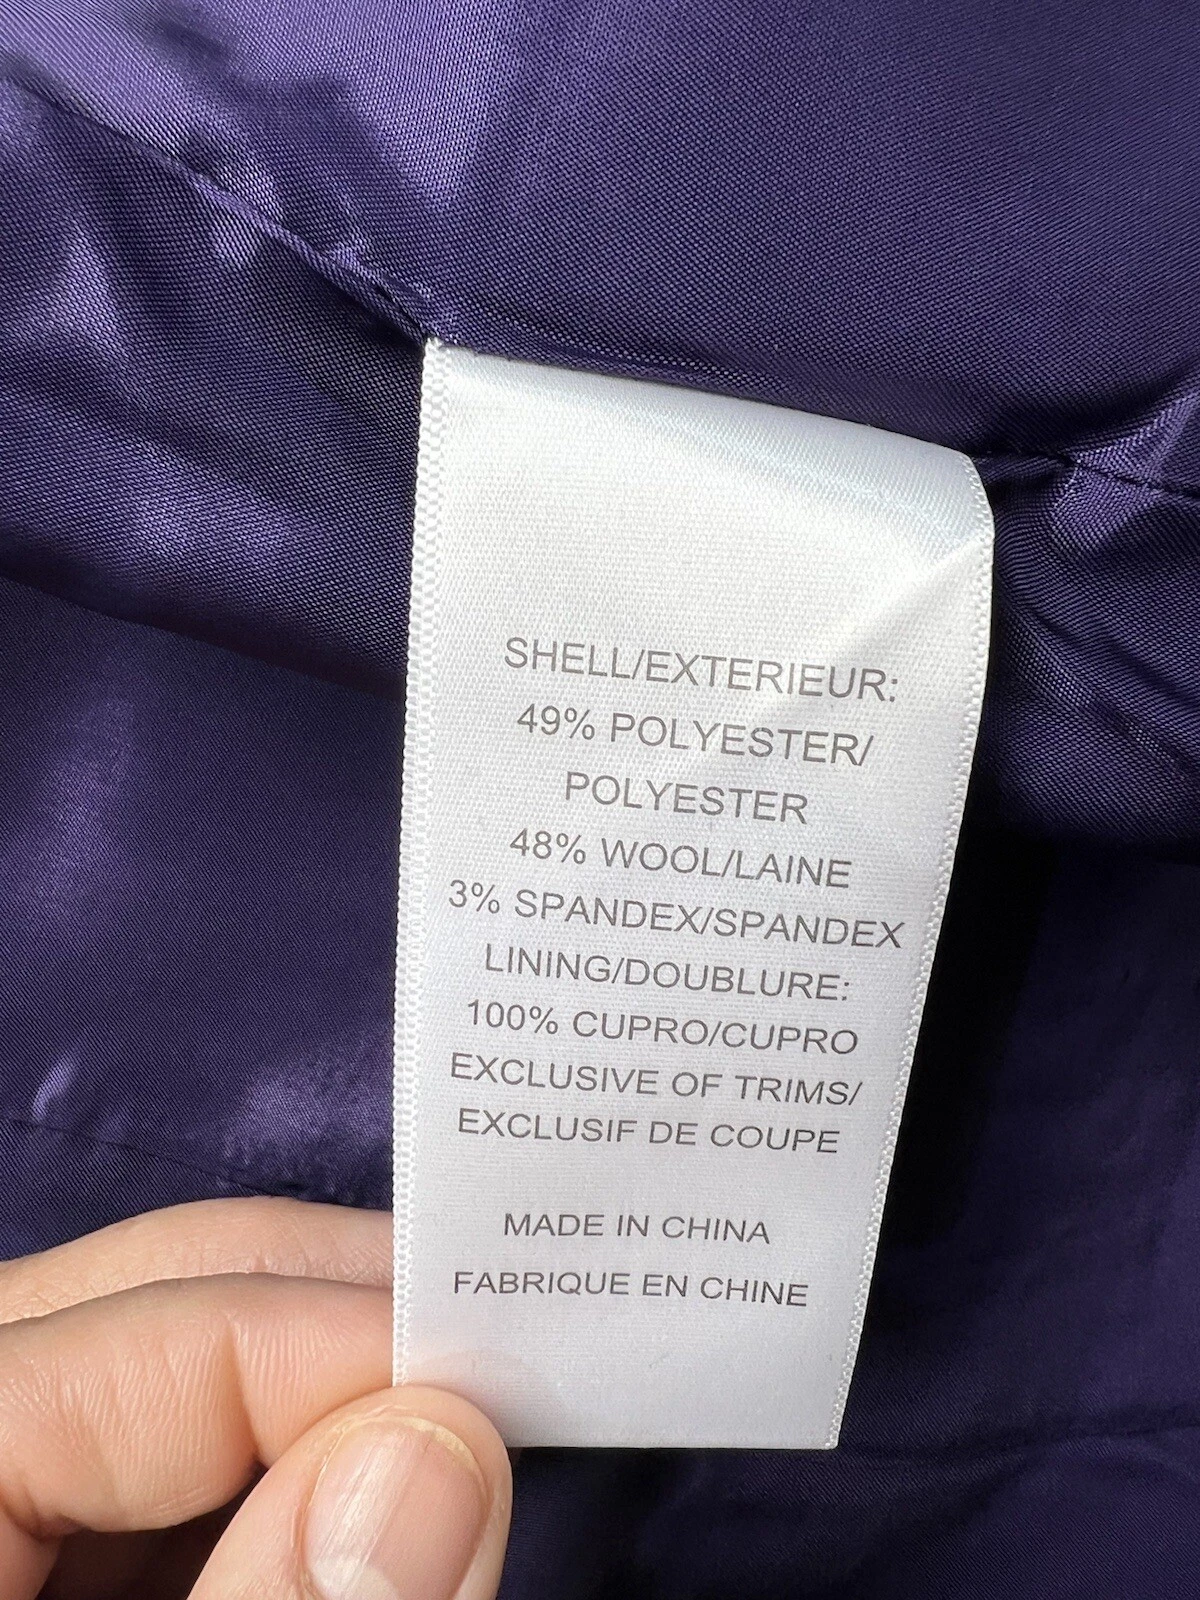 SHELL/EXTERIEUR:
49% POLYESTER/
POLYESTER
48% WOOL/LAINE
3% SPANDEX/SPANDEX
LINING/DOUBLURE:
100% CUPRO/CUPRO
EXCLUSIVE OF TRIMS/
EXCLUSIF DE COUPE
MADE IN CHINA
FABRIQUE EN CHINE